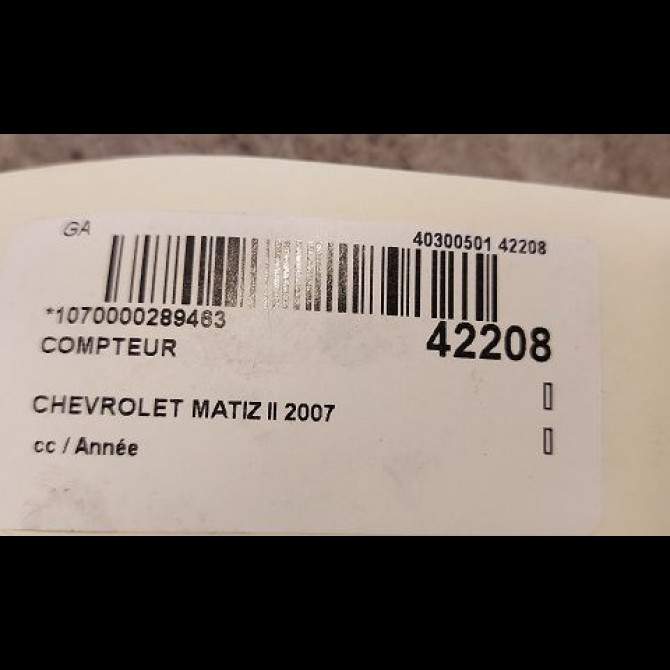 GA
40300501 42208
*1070000289463
42208
COMPTEUR
CHEVROLET MATIZ II 2007
cc / Année